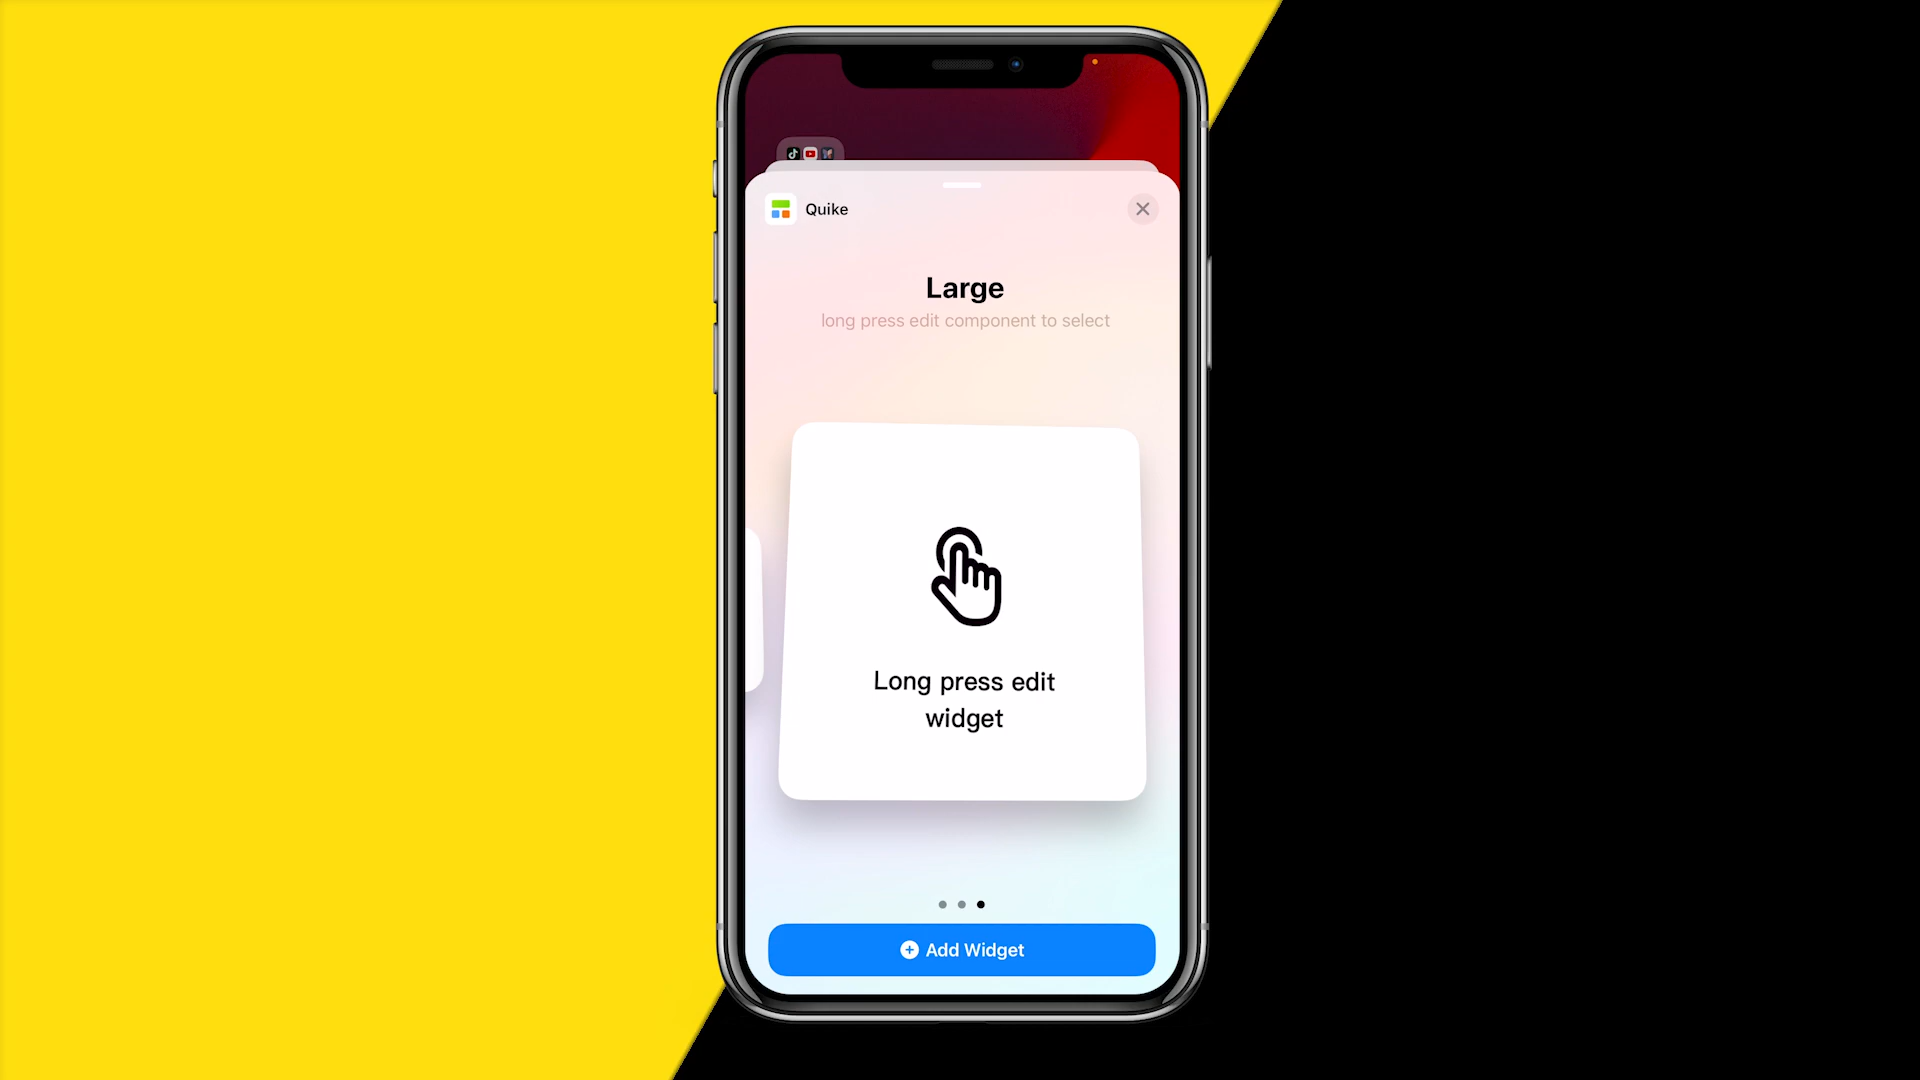 Quike
Large
long press edit component to select
Long press edit
widget
Add Widget